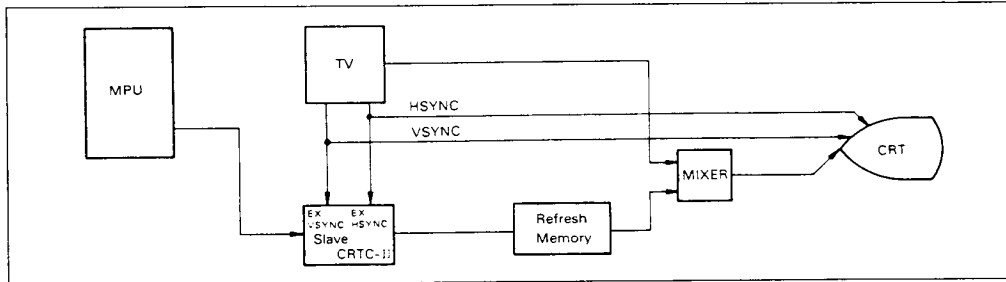 MPU
TV
HSYNC
VSYNC
CRT
MIXER
EX EX
VSYNC HSYNC
Slave
CRTC-II
Refresh
Memory